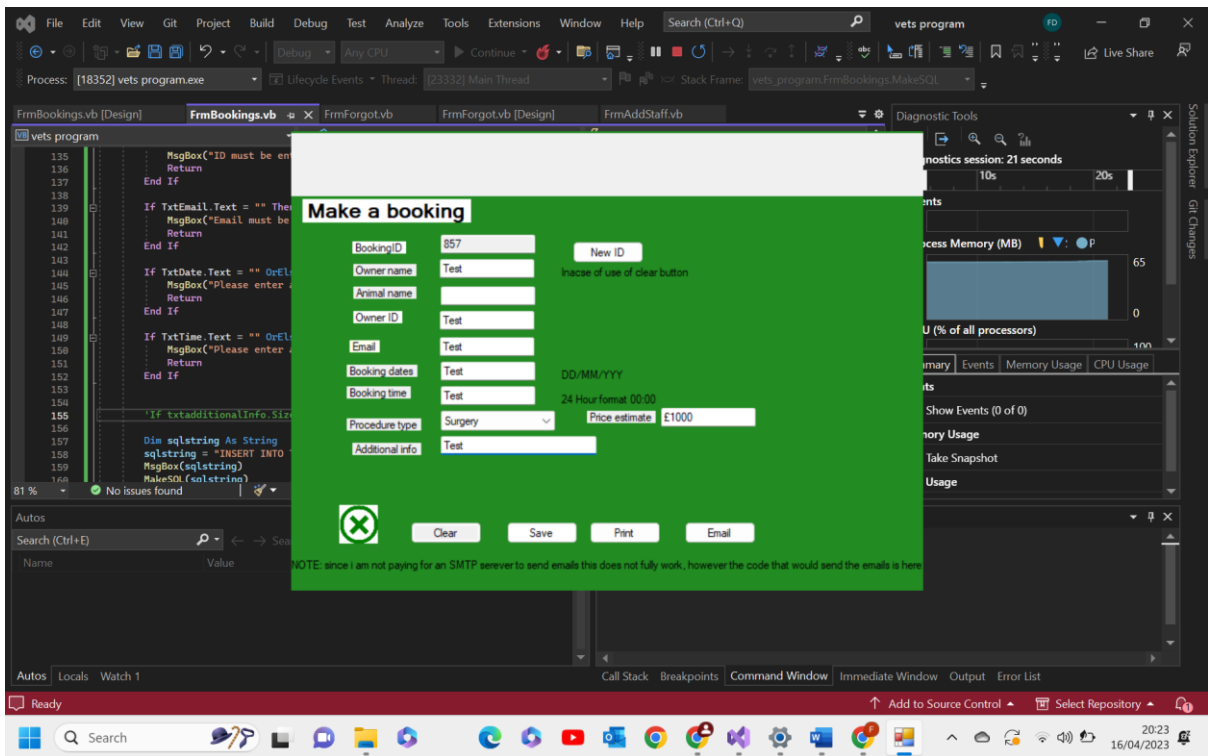 File Edit View Git Project Build Debug Test Analyze Tools Extensions Window Help Search (Ctrl+Q) vets program FD
Debug Any CPU Continue Live Share
Process: [18352] vets program.exe Lifecycle Events Thread: [23332] Main Thread Stack Frame: vets_program.FrmBookings.MakeSQL
FrmBookings.vb [Design] FrmBookings.vb FrmForgot.vb FrmForgot.vb [Design] FrmAddStaff.vb
vets program
135 MsgBox("ID must be en
136 Return
137 End If
138
139 If TxtEmail.Text = "" The
140 MsgBox("Email must be
141 Return
142 End If
143
144 If TxtDate.Text = "" OrEl
145 MsgBox("Please enter a
146 Return
147 End If
148
149 If TxtTime.Text = "" OrEl
150 MsgBox("Please enter a
151 Return
152 End If
153
154
155 'If txtadditionalInfo.Siz
156
157 Dim sqlstring As String
158 sqlstring = "INSERT INTO
159 MsgBox(sqlstring)
160 MakeSQL(sqlstring)
81 % No issues found
Make a booking
BookingID 857 New ID
Owner name Test Inacse of use of clear button
Animal name
Owner ID Test
Email Test
Booking dates Test DD/MM/YYY
Booking time Test 24 Hour format 00:00
Procedure type Surgery Price estimate £1000
Additional info Test
Clear Save Print Email
NOTE: since i am not paying for an SMTP serever to send emails this does not fully work, however the code that would send the emails is here
Diagnostic Tools
gnostics session: 21 seconds
10s 20s
ents
ocess Memory (MB) P
65
0
U (% of all processors)
100
mmary Events Memory Usage CPU Usage
ts
Show Events (0 of 0)
mory Usage
Take Snapshot
Usage
Solution Explorer
Git Changes
Autos
Search (Ctrl+E) Sea
Name Value
Autos Locals Watch 1
Call Stack Breakpoints Command Window Immediate Window Output Error List
Ready Add to Source Control Select Repository
Search
20:23
16/04/2023